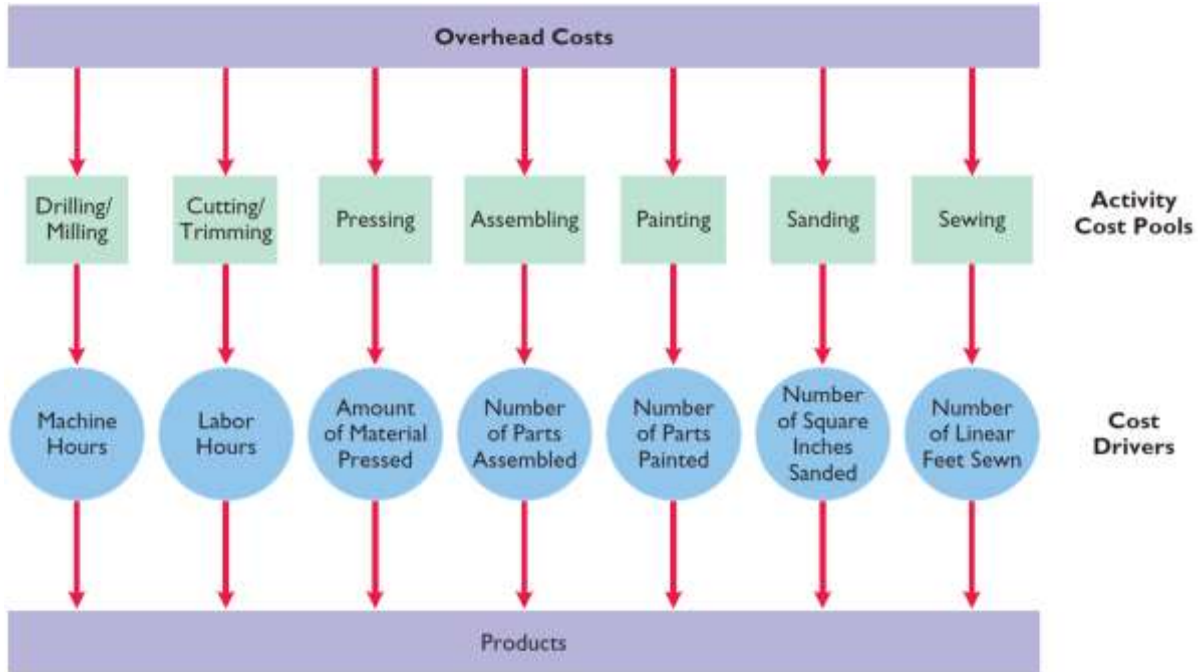 Overhead Costs
Drilling/
Milling
Cutting/
Trimming
Pressing
Assembling
Painting
Sanding
Sewing
Activity
Cost Pools
Machine
Hours
Labor
Hours
Amount
of Material
Pressed
Number
of Parts
Assembled
Number
of Parts
Painted
Number
of Square
Inches
Sanded
Number
of Linear
Feet Sewn
Cost
Drivers
Products